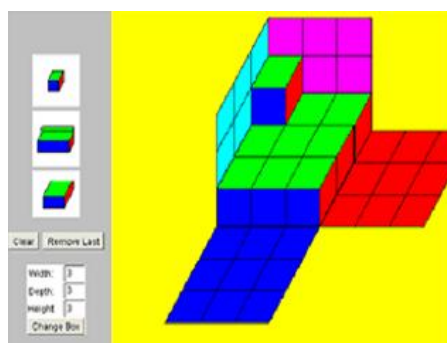 Clear Remove Last
Width: 3
Depth: 3
Height: 3
Change Box